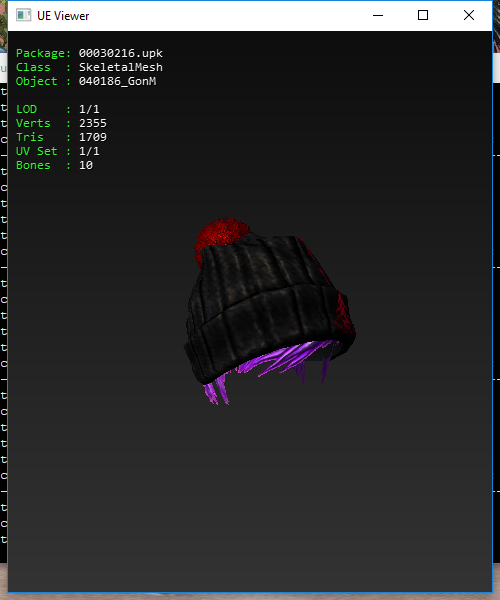 UE Viewer
Package: 00030216.upk
Class : SkeletalMesh
Object : 040186_GonM
LOD : 1/1
Verts : 2355
Tris : 1709
UV Set : 1/1
Bones : 10